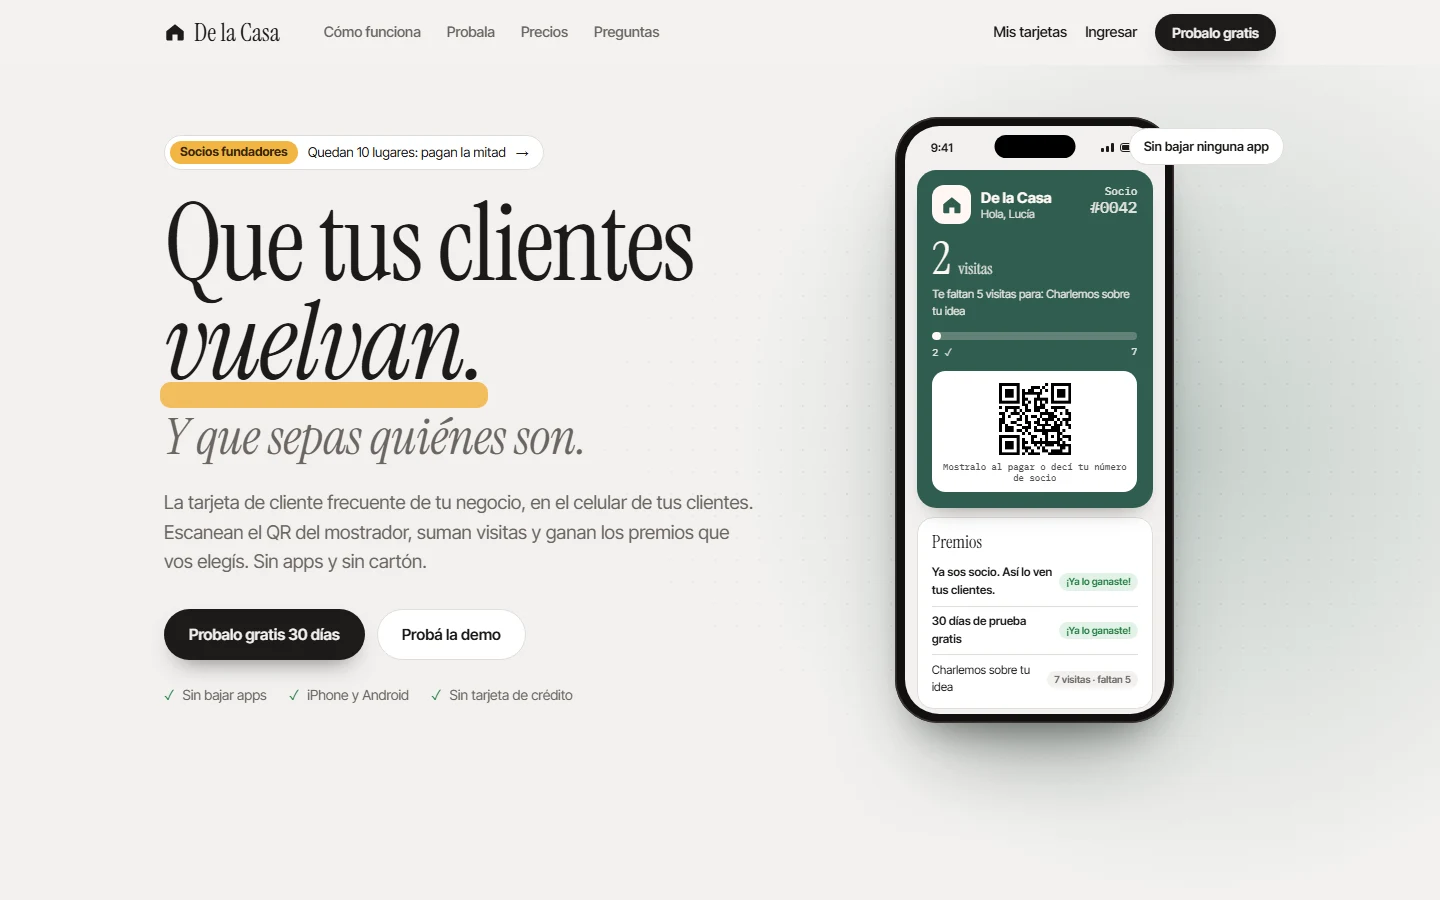 De la Casa
Cómo funciona
Probala
Precios
Preguntas
Mis tarjetas
Ingresar
Probalo gratis
Socios fundadores
Quedan 10 lugares: pagan la mitad →
Que tus clientes
vuelvan.
Y que sepas quiénes son.
La tarjeta de cliente frecuente de tu negocio, en el celular de tus clientes.
Escanean el QR del mostrador, suman visitas y ganan los premios que
vos elegís. Sin apps y sin cartón.
Probalo gratis 30 días
Probá la demo
✓ Sin bajar apps
✓ iPhone y Android
✓ Sin tarjeta de crédito
9:41
Sin bajar ninguna app
De la Casa
Hola, Lucía
Socio
#0042
2 visitas
Te faltan 5 visitas para: Charlemos sobre
tu idea
2 ✓
7
Mostralo al pagar o decí tu número
de socio
Premios
Ya sos socio. Así lo ven
tus clientes.
¡Ya lo ganaste!
30 días de prueba
gratis
¡Ya lo ganaste!
Charlemos sobre tu
idea
7 visitas · faltan 5